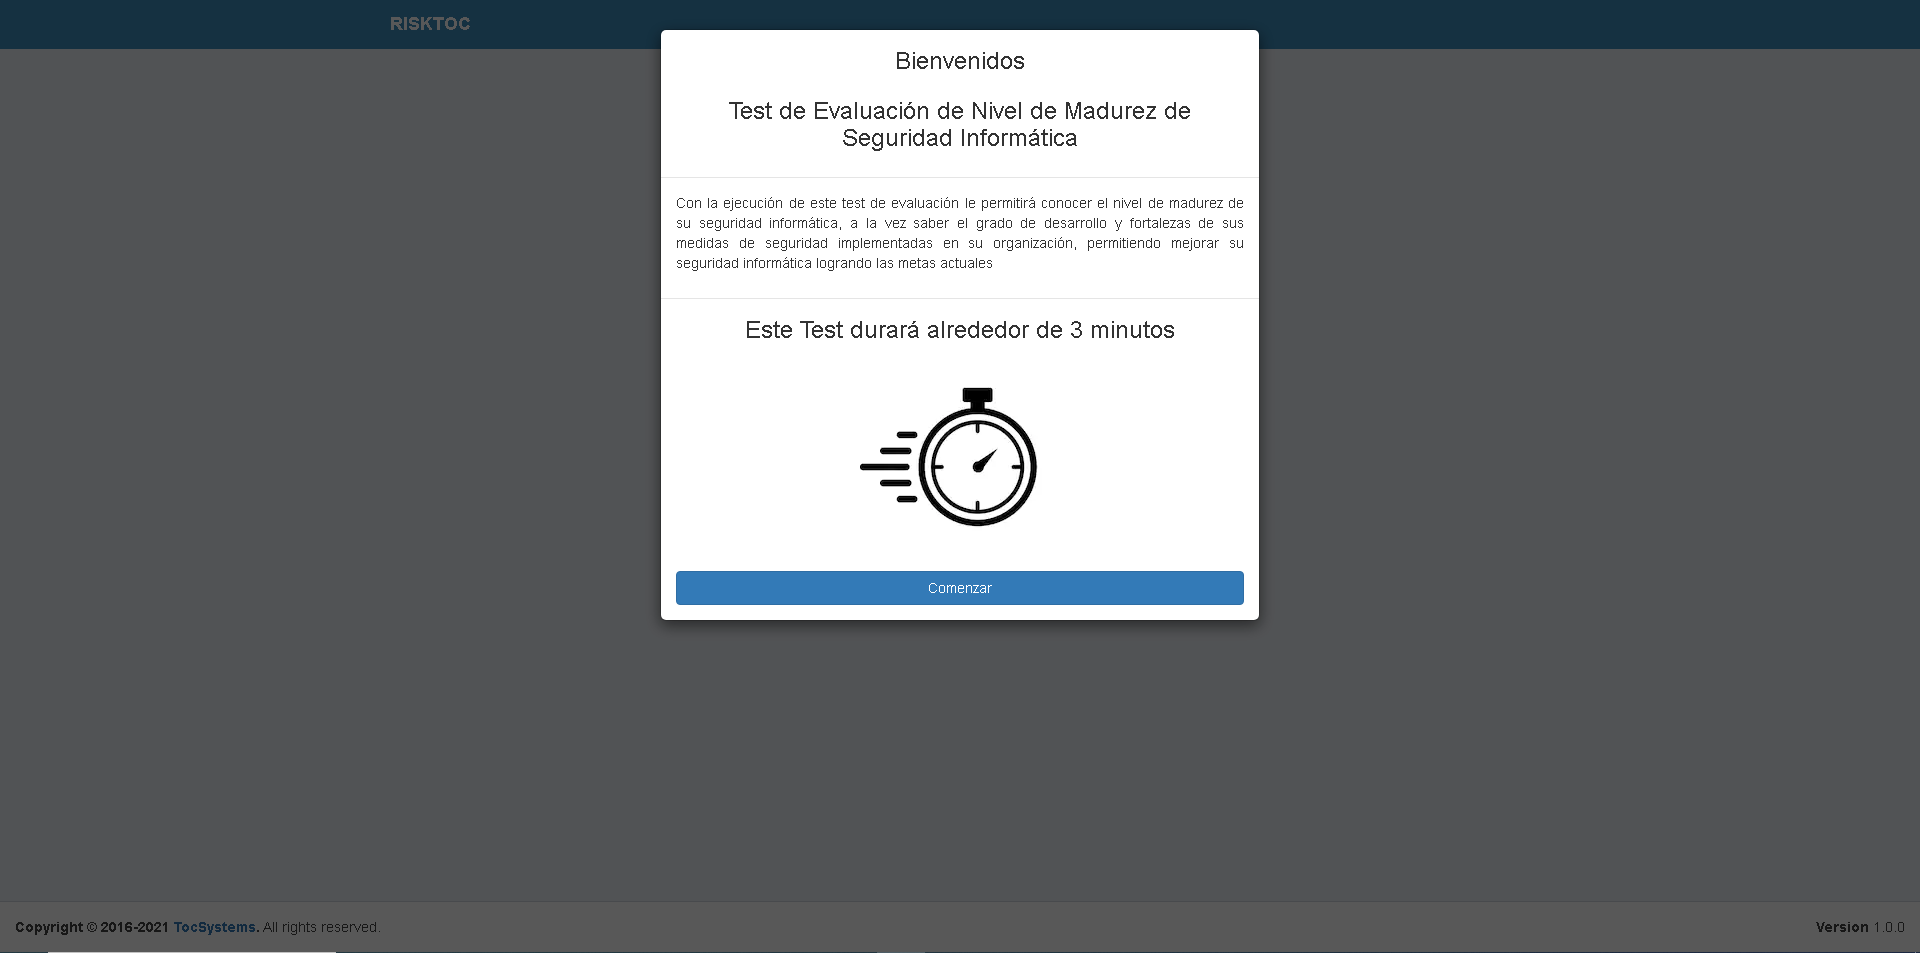 RISKTOC
Bienvenidos
Test de Evaluación de Nivel de Madurez de
Seguridad Informática
Con la ejecución de este test de evaluación le permitirá conocer el nivel de madurez de
su seguridad informática, a la vez saber el grado de desarrollo y fortalezas de sus
medidas de seguridad implementadas en su organización, permitiendo mejorar su
seguridad informática logrando las metas actuales
Este Test durará alrededor de 3 minutos
Comenzar
Copyright © 2016-2021 TocSystems. All rights reserved.
Version 1.0.0